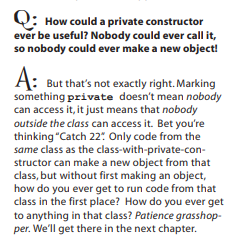 Q: How could a private constructor
ever be useful? Nobody could ever call it,
so nobody could ever make a new object!
A: But that's not exactly right. Marking
something private doesn't mean nobody
can access it, it just means that nobody
outside the class can access it. Bet you're
thinking "Catch 22". Only code from the
same class as the class-with-private-con-
structor can make a new object from that
class, but without first making an object,
how do you ever get to run code from that
class in the first place? How do you ever get
to anything in that class? Patience grasshop-
per. We'll get there in the next chapter.